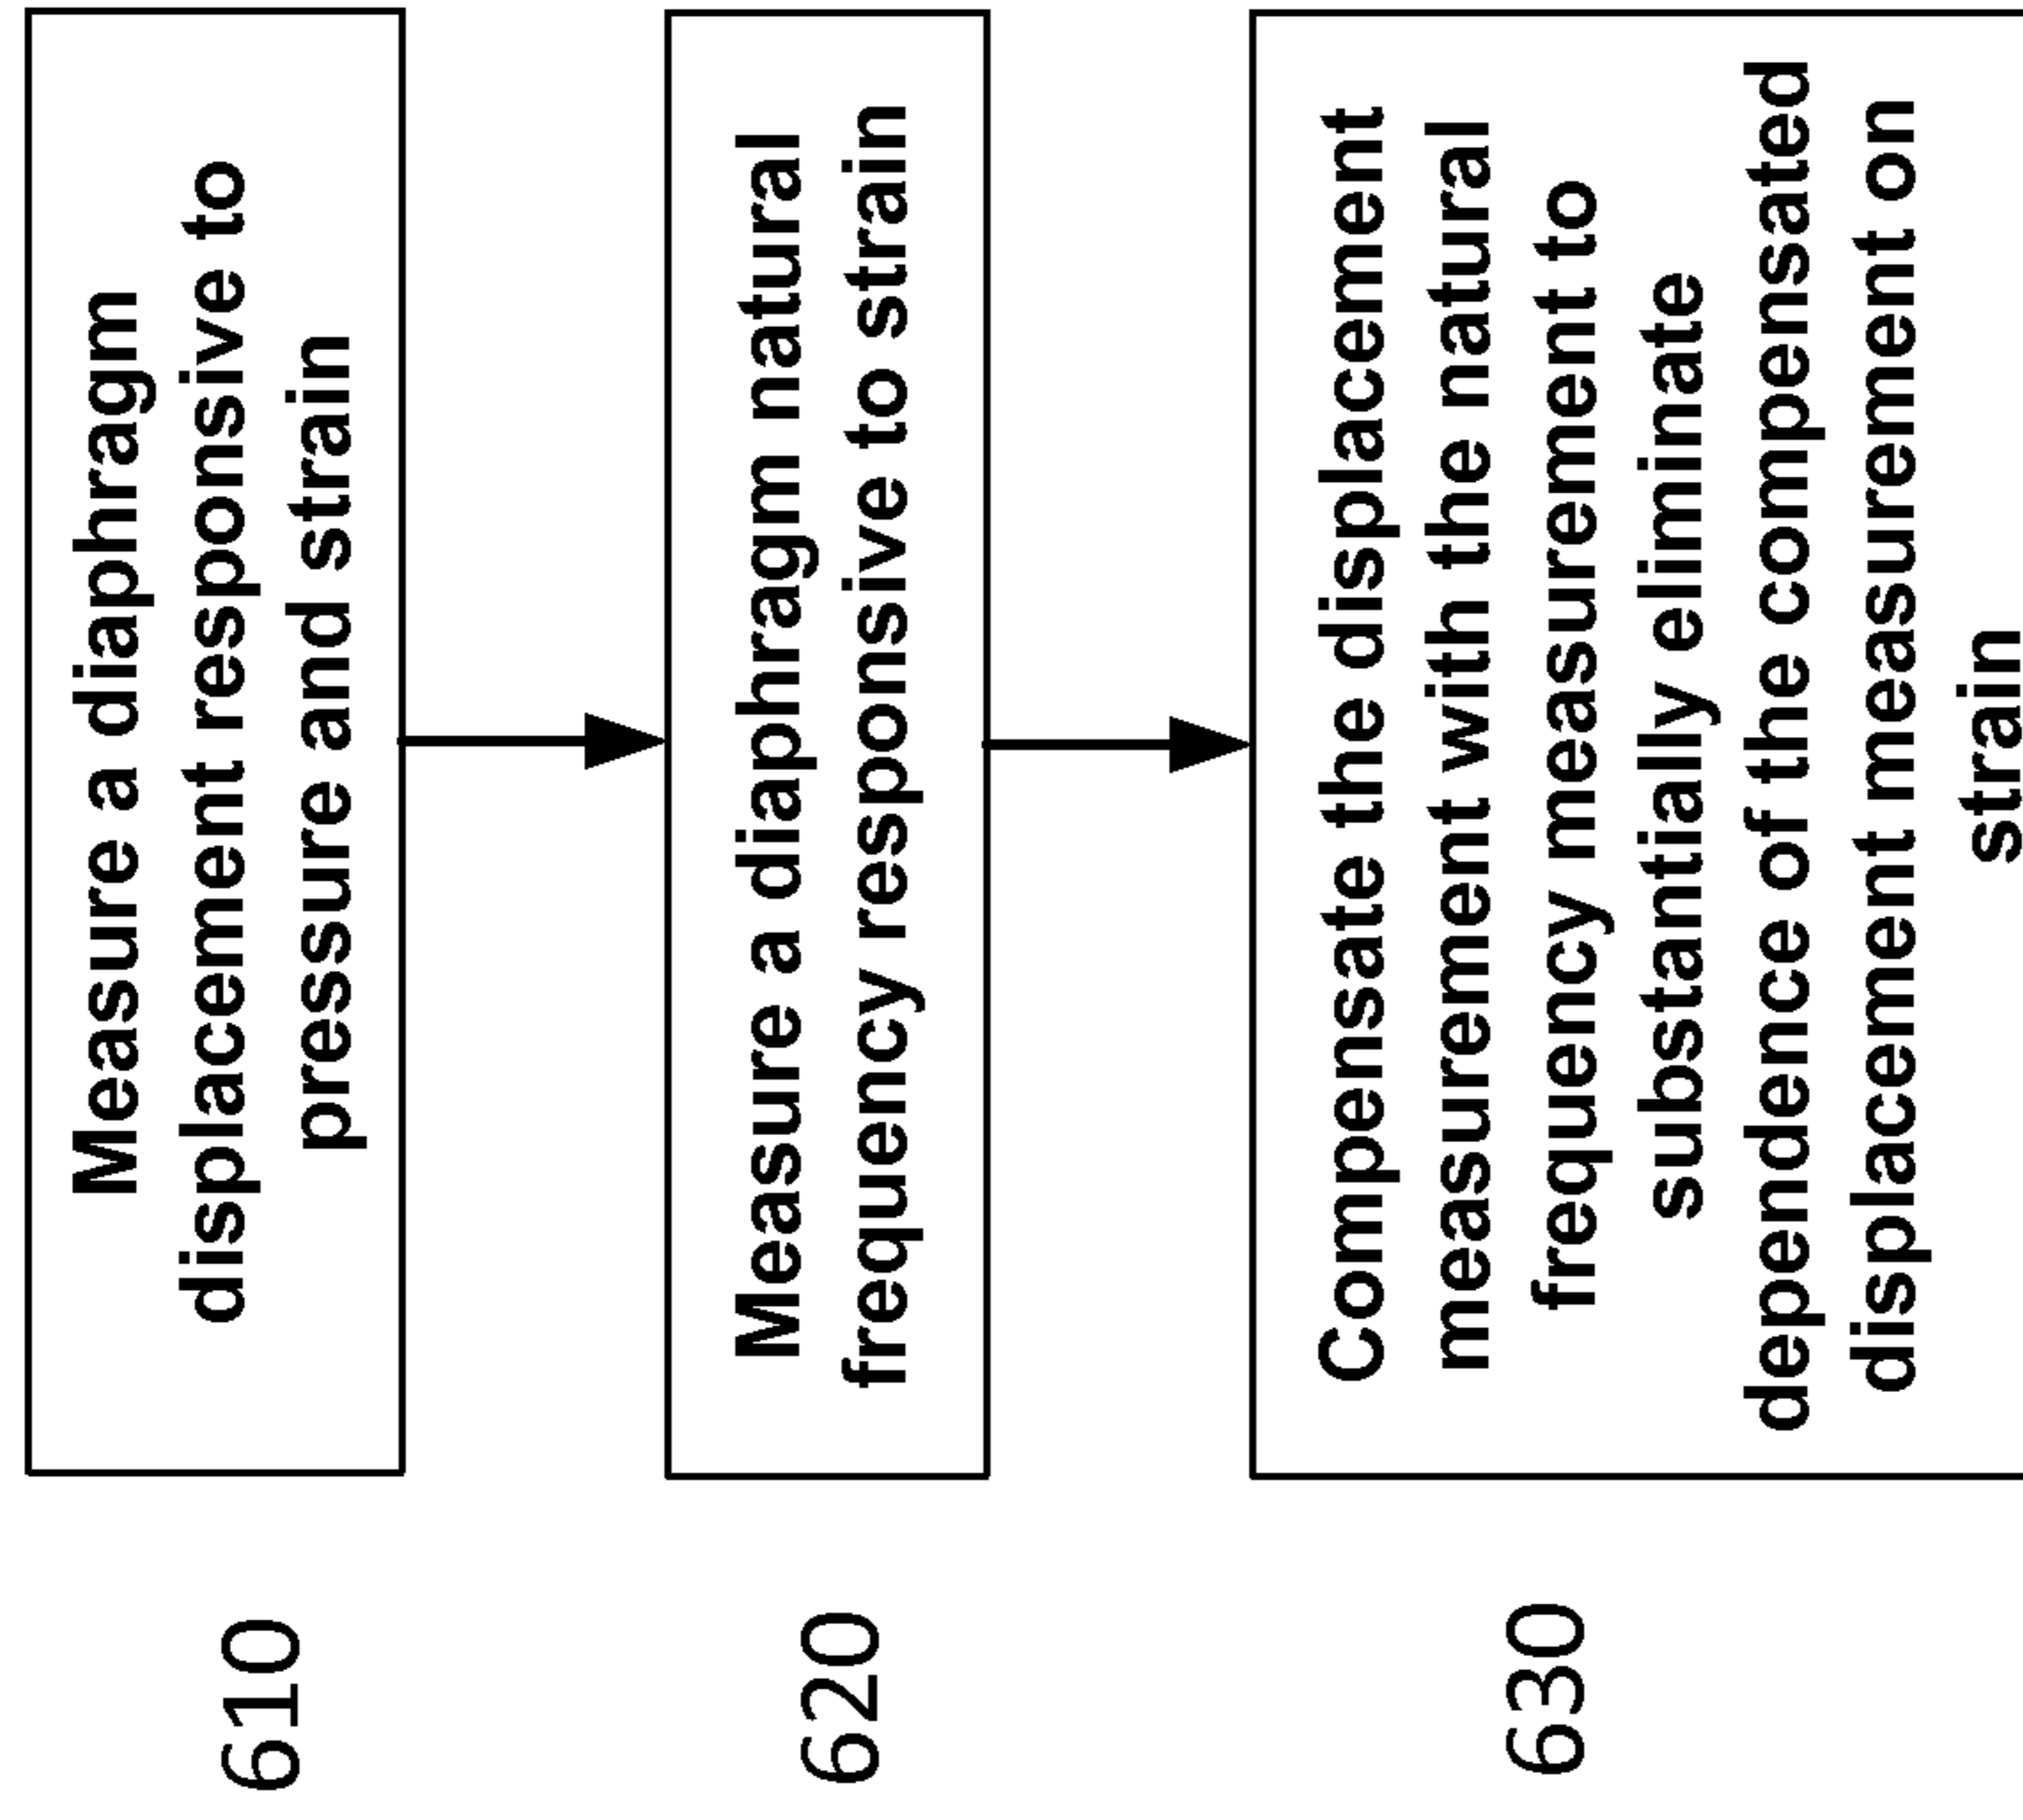 610
Measure a diaphragm
displacement responsive to
pressure and strain
620
Measure a diaphragm natural
frequency responsive to strain
630
Compensate the displacement
measurement with the natural
frequency measurement to
substantially eliminate
dependence of the compensated
displacement measurement on
strain